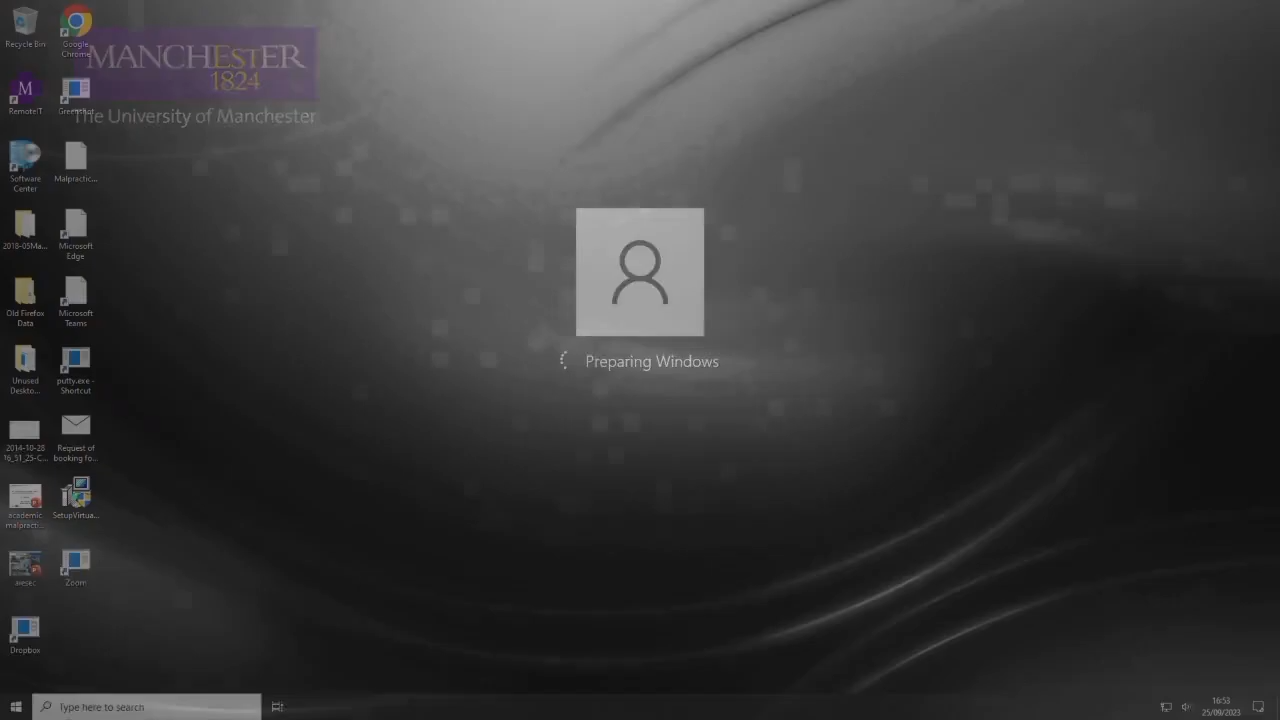 MANCHESTER
1824
The University of Manchester
Recycle Bin
Google
Chrome
M
RemoteIT
Greenshot
Software
Center
Malpractic...
2018-05Ma...
Microsoft
Edge
Old Firefox
Data
Microsoft
Teams
Unused
Deskto...
putty.exe -
Shortcut
2014-10-28
16_51_25-C...
Request of
booking fo...
academic
malpracti...
SetupVirtua...
aiesec
Zoom
Dropbox
Preparing Windows
Type here to search
16:53
25/09/2023